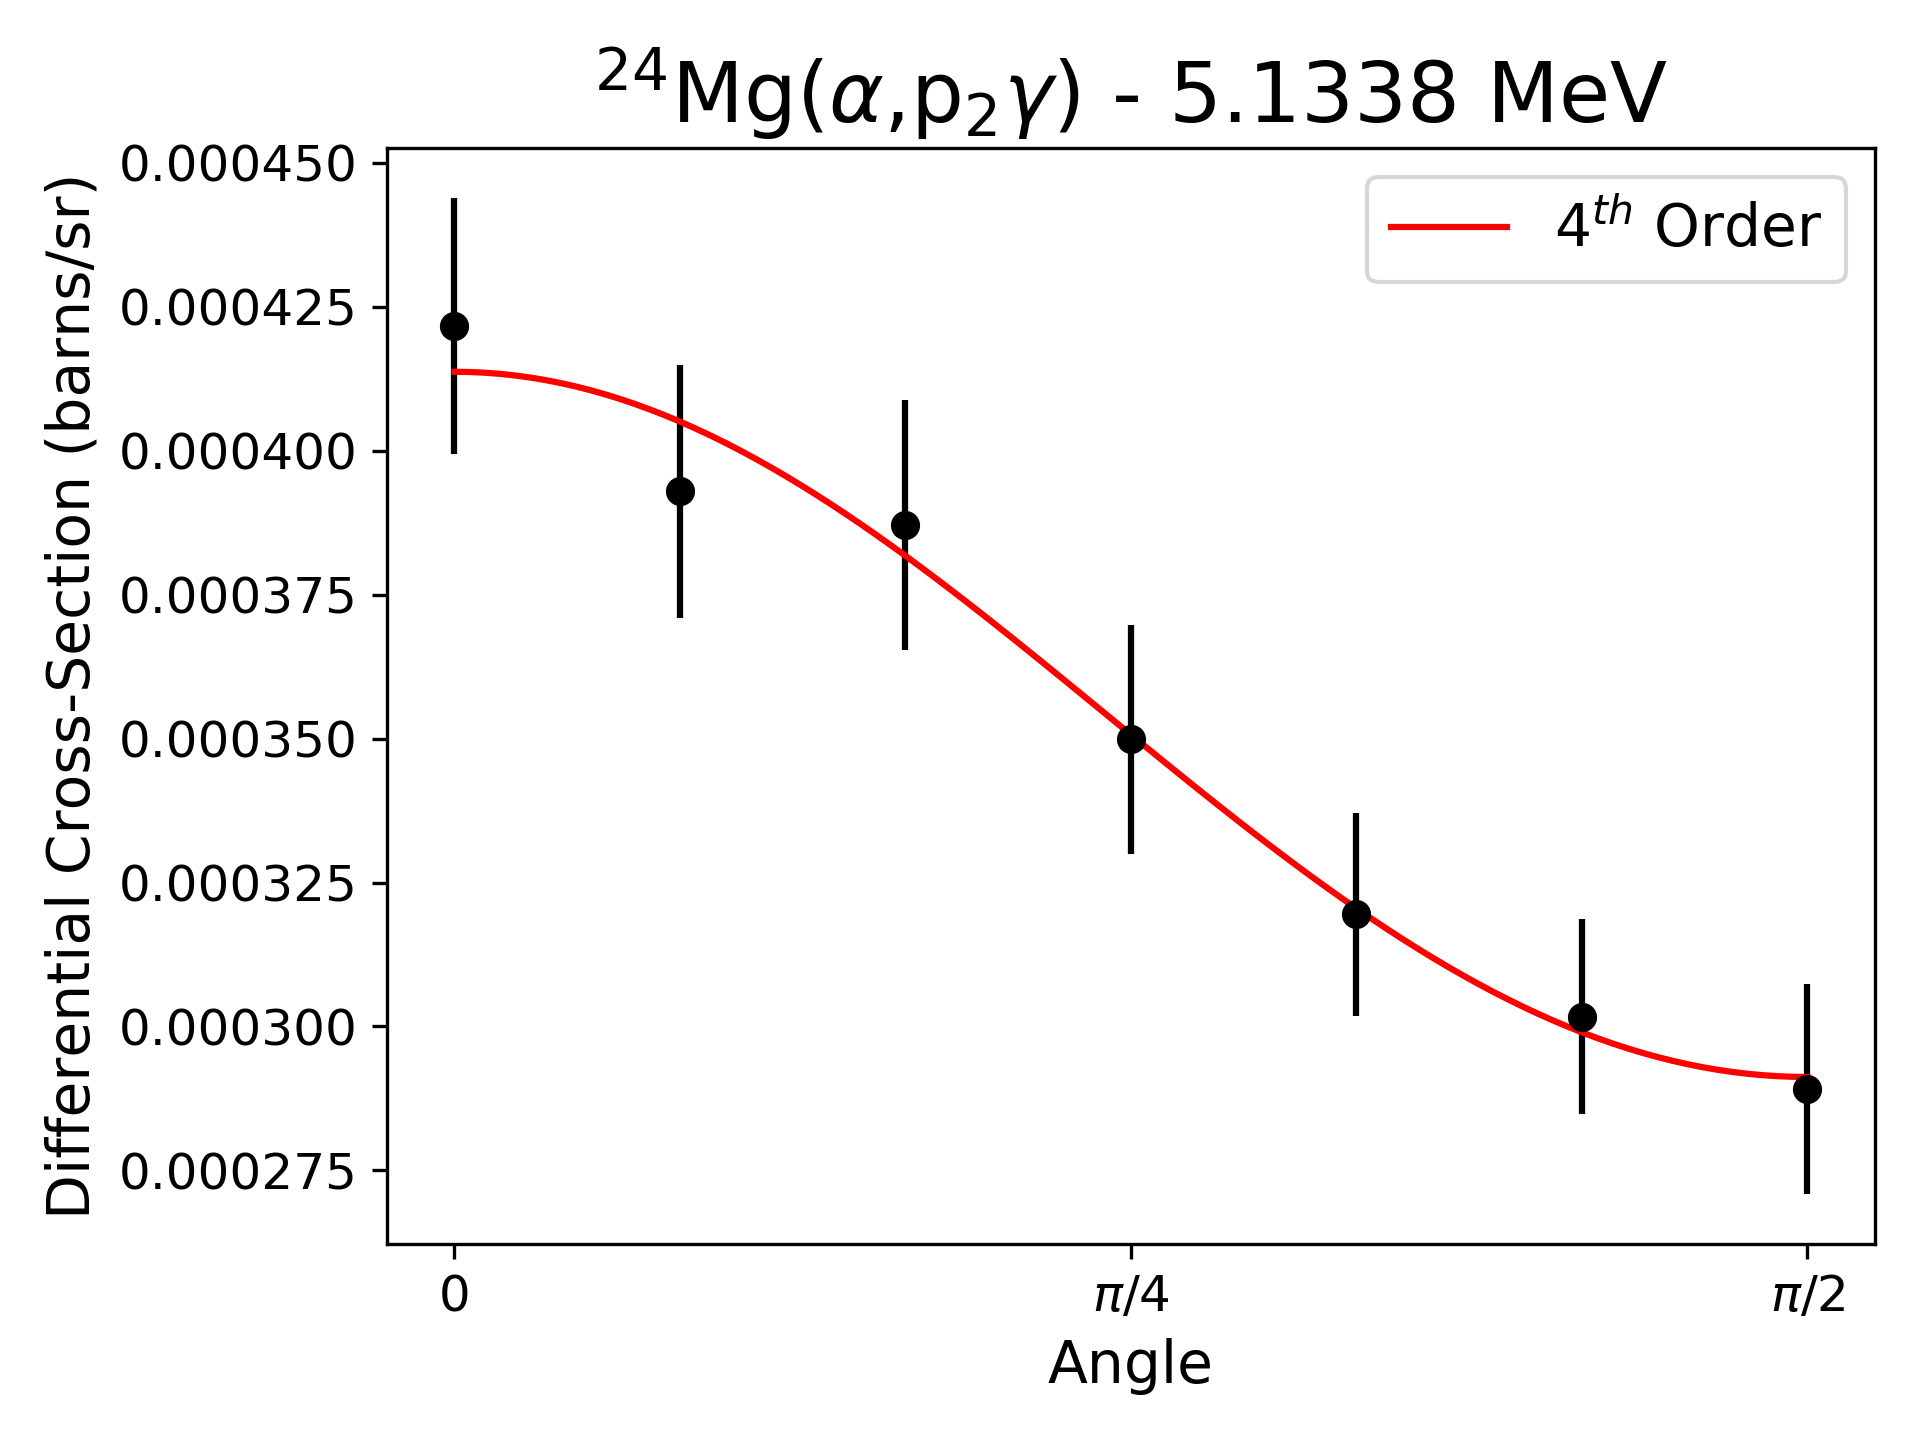 ²⁴Mg(α,p₂γ) - 5.1338 MeV
4ᵗʰ Order
Differential Cross-Section (barns/sr)
0.000450
0.000425
0.000400
0.000375
0.000350
0.000325
0.000300
0.000275
0
π/4
π/2
Angle